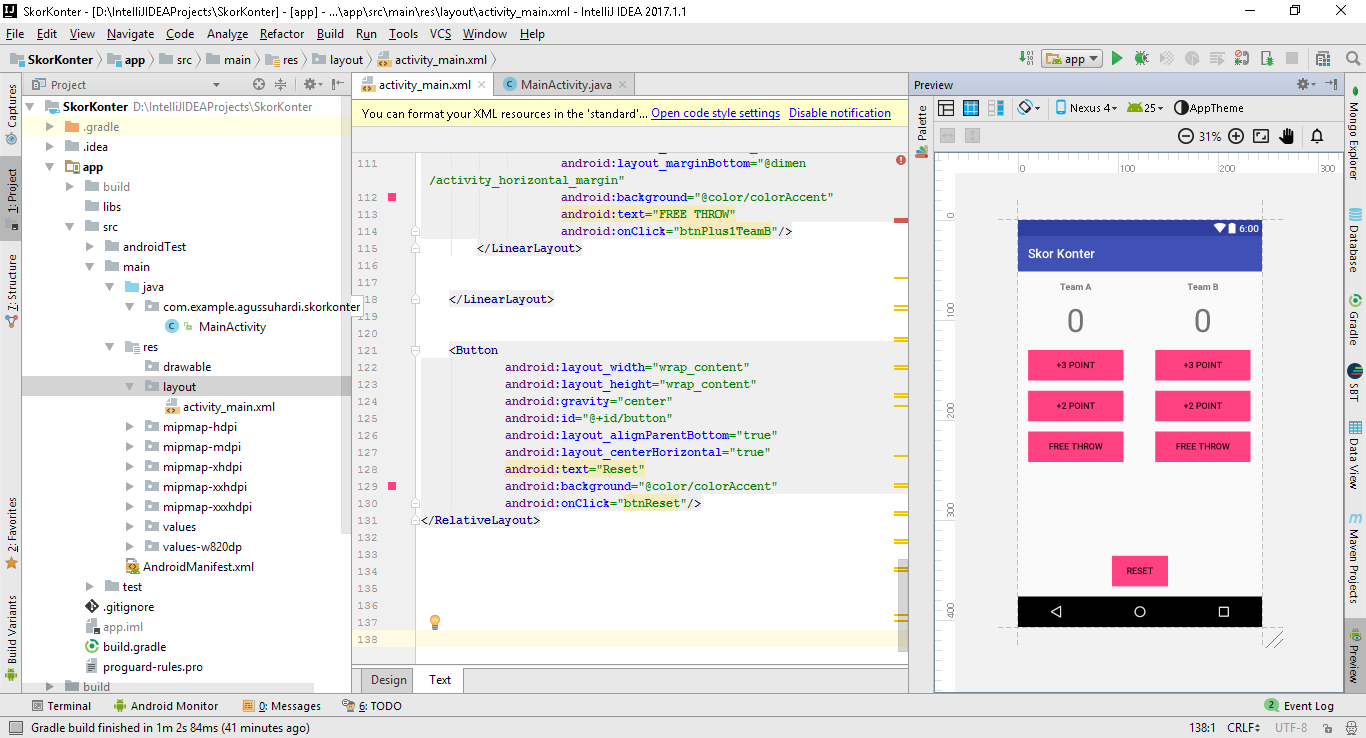 SkorKonter - [D:\IntelliJIDEAProjects\SkorKonter] - [app] - ...\app\src\main\res\layout\activity_main.xml - IntelliJ IDEA 2017.1.1
File Edit View Navigate Code Analyze Refactor Build Run Tools VCS Window Help
SkorKonter app src main res layout activity_main.xml
app
Captures
1: Project
7: Structure
2: Favorites
Build Variants
Project
SkorKonter D:\IntelliJIDEAProjects\SkorKonter
.gradle
.idea
app
build
libs
src
androidTest
main
java
com.example.agussuhardi.skorkonter
MainActivity
res
drawable
layout
activity_main.xml
mipmap-hdpi
mipmap-mdpi
mipmap-xhdpi
mipmap-xxhdpi
mipmap-xxxhdpi
values
values-w820dp
AndroidManifest.xml
test
.gitignore
app.iml
build.gradle
proguard-rules.pro
build
activity_main.xml MainActivity.java
You can format your XML resources in the 'standard'... Open code style settings Disable notification
111 android:layout_marginBottom="@dimen
/activity_horizontal_margin"
112 android:background="@color/colorAccent"
113 android:text="FREE THROW"
114 android:onClick="btnPlus1TeamB"/>
115 </LinearLayout>
116
117
118 </LinearLayout>
119
120
121 <Button
122 android:layout_width="wrap_content"
123 android:layout_height="wrap_content"
124 android:gravity="center"
125 android:id="@+id/button"
126 android:layout_alignParentBottom="true"
127 android:layout_centerHorizontal="true"
128 android:text="Reset"
129 android:background="@color/colorAccent"
130 android:onClick="btnReset"/>
131 </RelativeLayout>
132
133
134
135
136
137
138
Design Text
Preview
Palette
Nexus 4 25 AppTheme
31%
0 100 200 300
0
100
200
300
400
6:00
Skor Konter
Team A Team B
0 0
+3 POINT +3 POINT
+2 POINT +2 POINT
FREE THROW FREE THROW
RESET
Mongo Explorer
Database
Gradle
SBT
Data View
Maven Projects
Preview
Terminal Android Monitor 0: Messages 6: TODO 2 Event Log
Gradle build finished in 1m 2s 84ms (41 minutes ago) 138:1 CRLF UTF-8